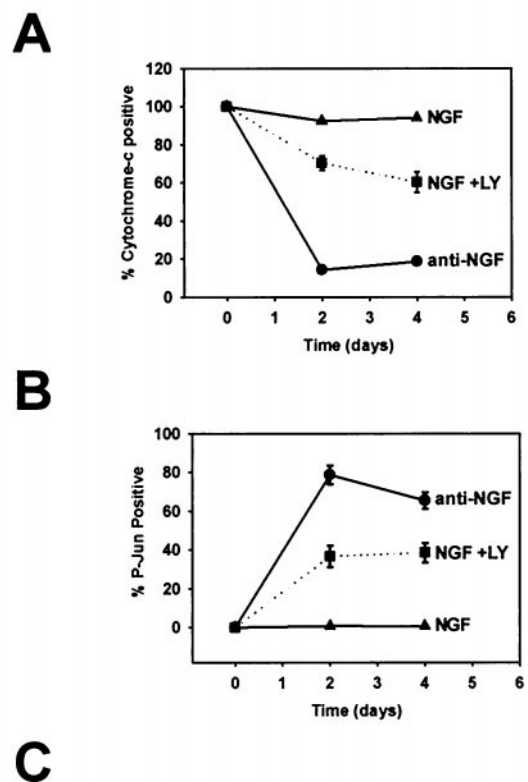 A
120
100
80
60
40
20
0
% Cytochrome-c positive
NGF
NGF +LY
anti-NGF
0 1 2 3 4 5 6
Time (days)
B
100
80
60
40
20
0
% P-Jun Positive
anti-NGF
NGF +LY
NGF
0 1 2 3 4 5 6
Time (days)
C